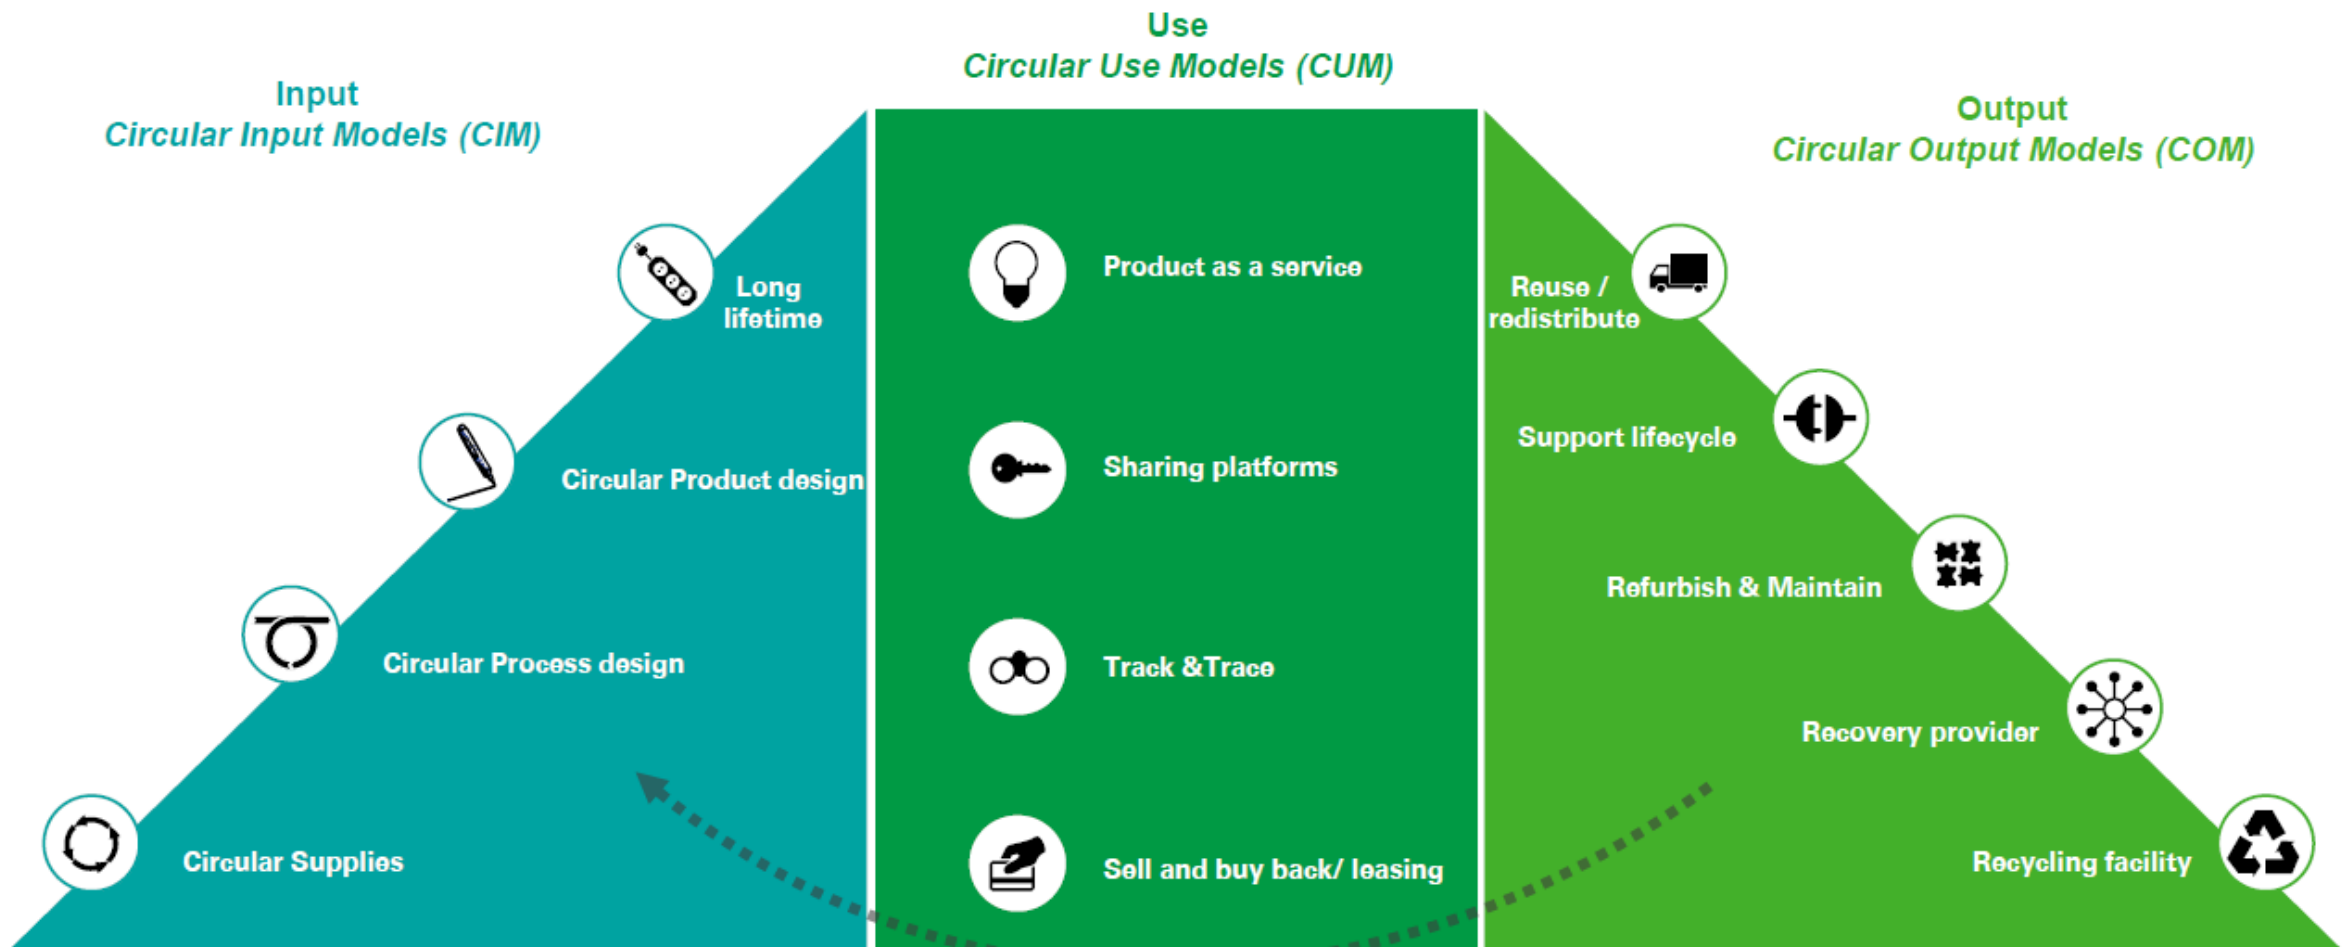 Input
Circular Input Models (CIM)
Long
lifetime
Circular Product design
Circular Process design
Circular Supplies
Use
Circular Use Models (CUM)
Product as a service
Sharing platforms
Track &Trace
Sell and buy back/ leasing
Output
Circular Output Models (COM)
Reuse /
redistribute
Support lifecycle
Refurbish & Maintain
Recovery provider
Recycling facility